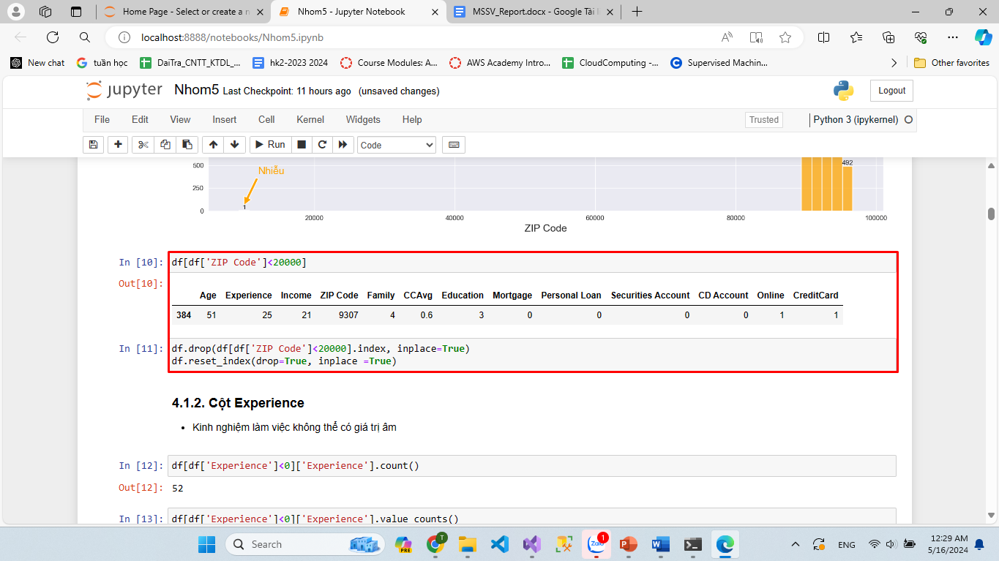 Home Page - Select or create a n
Nhom5 - Jupyter Notebook
MSSV_Report.docx - Google Tài l
localhost:8888/notebooks/Nhom5.ipynb
New chat
tuần học
DaiTra_CNTT_KTDL_...
hk2-2023 2024
Course Modules: A...
AWS Academy Intro...
CloudComputing -...
Supervised Machin...
Other favorites
jupyter
Nhom5 Last Checkpoint: 11 hours ago (unsaved changes)
Logout
File Edit View Insert Cell Kernel Widgets Help
Trusted
Python 3 (ipykernel)
Run
Code
500
250
0
Nhiễu
1
492
20000 40000 60000 80000 100000
ZIP Code
In [10]: df[df['ZIP Code']<20000]
Out[10]:
Age Experience Income ZIP Code Family CCAvg Education Mortgage Personal Loan Securities Account CD Account Online CreditCard
384 51 25 21 9307 4 0.6 3 0 0 0 0 1 1
In [11]: df.drop(df[df['ZIP Code']<20000].index, inplace=True)
df.reset_index(drop=True, inplace =True)
4.1.2. Cột Experience
• Kinh nghiệm làm việc không thể có giá trị âm
In [12]: df[df['Experience']<0]['Experience'].count()
Out[12]: 52
In [13]: df[df['Experience']<0]['Experience'].value_counts()
Search
PRE
T
Zalo
1
ENG
12:29 AM
5/16/2024